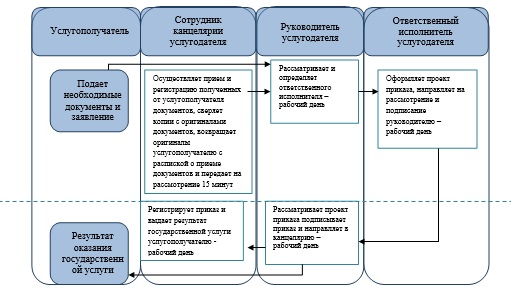 Услугополучатель
Сотрудник
канцелярии
услугодателя
Руководитель
услугодателя
Ответственный
исполнитель
услугодателя
Подает
необходимые
документы и
заявление
Осуществляет прием и
регистрацию полученных
от услугополучателя
документов, сверяет
копии с оригиналами
документов, возвращает
оригиналы
услугополучателю с
распиской о приеме
документов и передает на
рассмотрение 15 минут
Рассматривает и
определяет
ответственного
исполнителя –
рабочий день
Оформляет проект
приказа, направляет на
рассмотрение и
подписание
руководителю –
рабочий день
Результат
оказания
государственн
ой услуги
Регистрирует приказ и
выдает результат
государственной услуги
услугополучателю -
рабочий день
Рассматривает проект
приказа подписывает
приказ и направляет в
канцелярию –
рабочий день